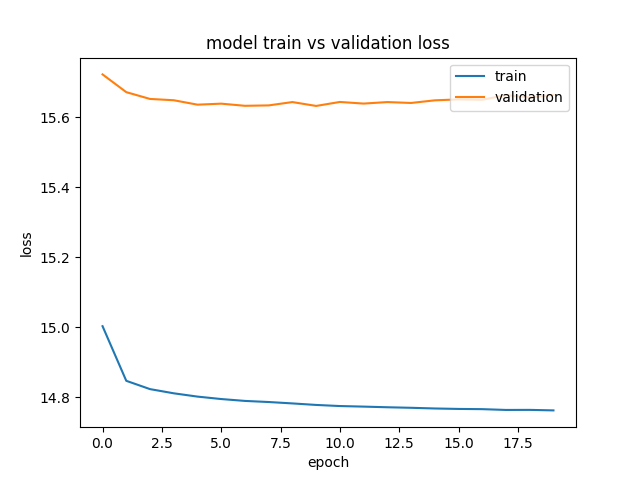 model train vs validation loss
train
validation
15.6
15.4
15.2
15.0
14.8
loss
0.0 2.5 5.0 7.5 10.0 12.5 15.0 17.5
epoch